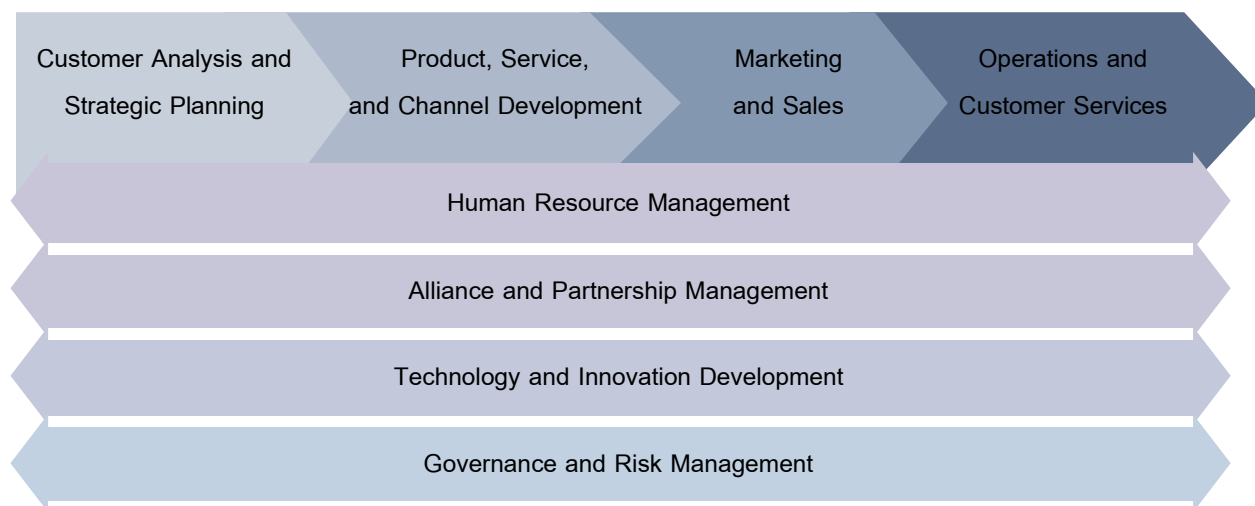 Customer Analysis and
Strategic Planning
Product, Service,
and Channel Development
Marketing
and Sales
Operations and
Customer Services
Human Resource Management
Alliance and Partnership Management
Technology and Innovation Development
Governance and Risk Management